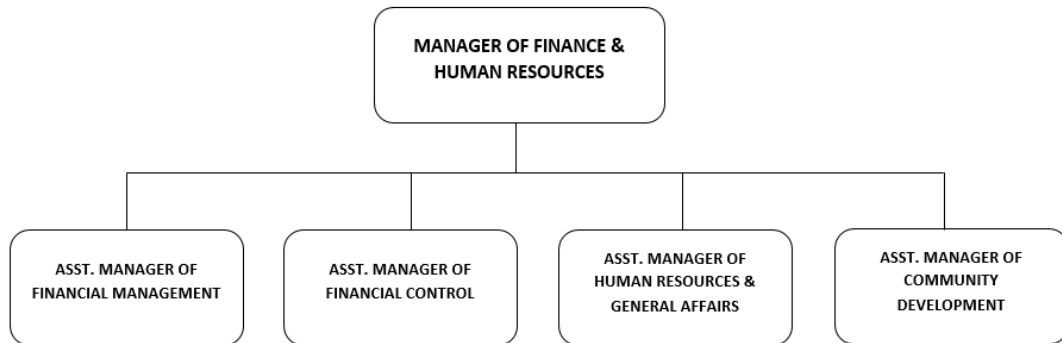 MANAGER OF FINANCE &
HUMAN RESOURCES
ASST. MANAGER OF
FINANCIAL MANAGEMENT
ASST. MANAGER OF
FINANCIAL CONTROL
ASST. MANAGER OF
HUMAN RESOURCES &
GENERAL AFFAIRS
ASST. MANAGER OF
COMMUNITY
DEVELOPMENT